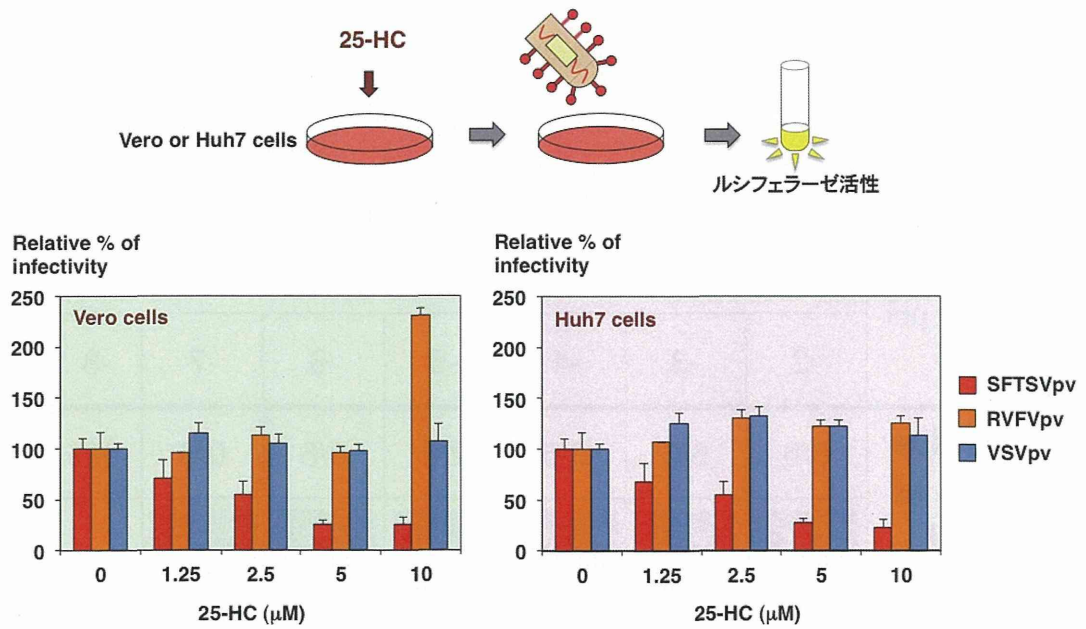 25-HC
Vero or Huh7 cells
ルシフェラーゼ活性
Relative % of
infectivity
250
200
150
100
50
0
Vero cells
0 1.25 2.5 5 10
25-HC (μM)
Relative % of
infectivity
250
200
150
100
50
0
Huh7 cells
0 1.25 2.5 5 10
25-HC (μM)
SFTSVpv
RVFVpv
VSVpv